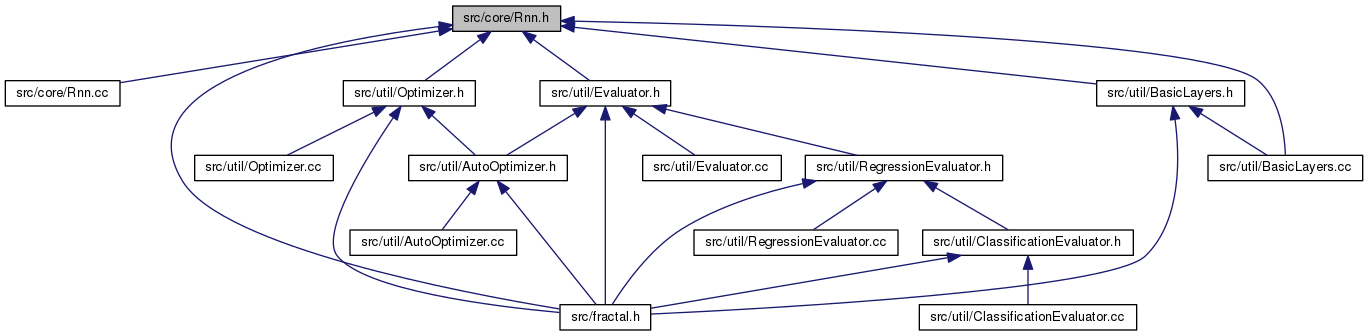 src/core/Rnn.h
src/core/Rnn.cc
src/util/Optimizer.h
src/util/Evaluator.h
src/util/BasicLayers.h
src/util/Optimizer.cc
src/util/AutoOptimizer.h
src/util/Evaluator.cc
src/util/RegressionEvaluator.h
src/util/BasicLayers.cc
src/util/AutoOptimizer.cc
src/util/RegressionEvaluator.cc
src/util/ClassificationEvaluator.h
src/fractal.h
src/util/ClassificationEvaluator.cc